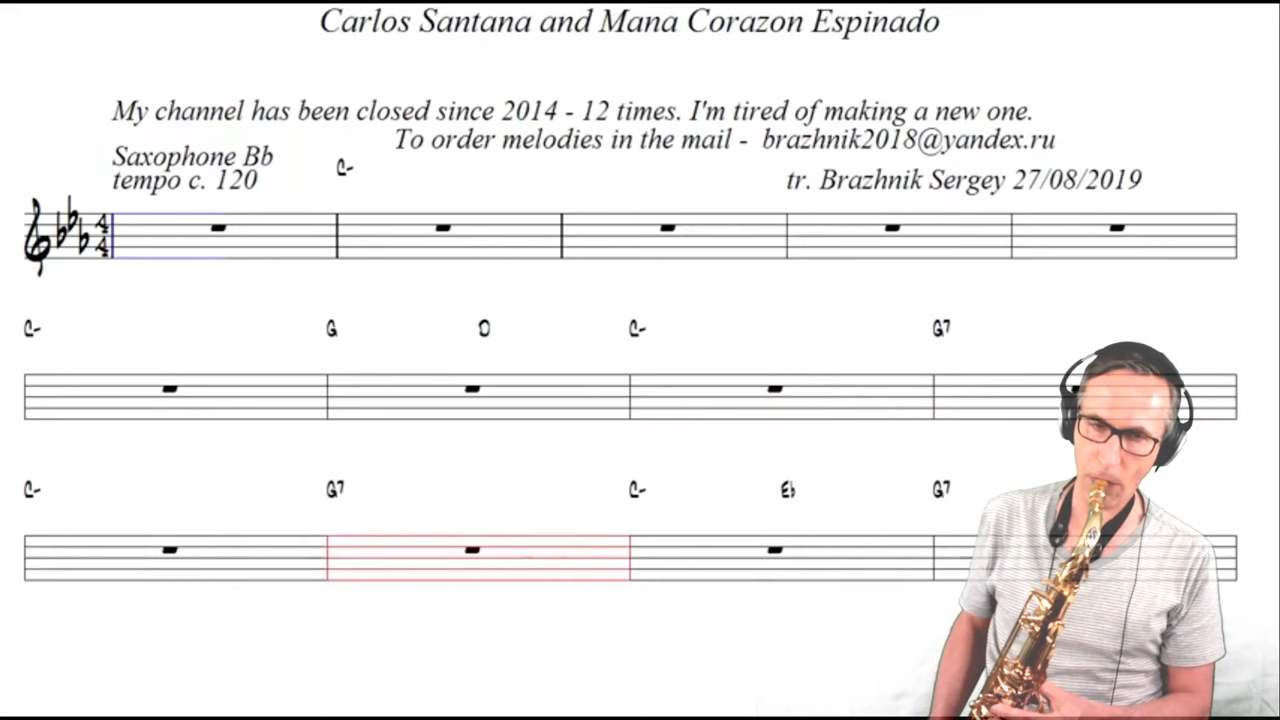 Carlos Santana and Mana Corazon Espinado
My channel has been closed since 2014 - 12 times. I'm tired of making a new one.
To order melodies in the mail - brazhnik2018@yandex.ru
Saxophone Bb
tempo c. 120
C-
tr. Brazhnik Sergey 27/08/2019
4
4
C- G D C- G7
C- G7 C- E♭ G7